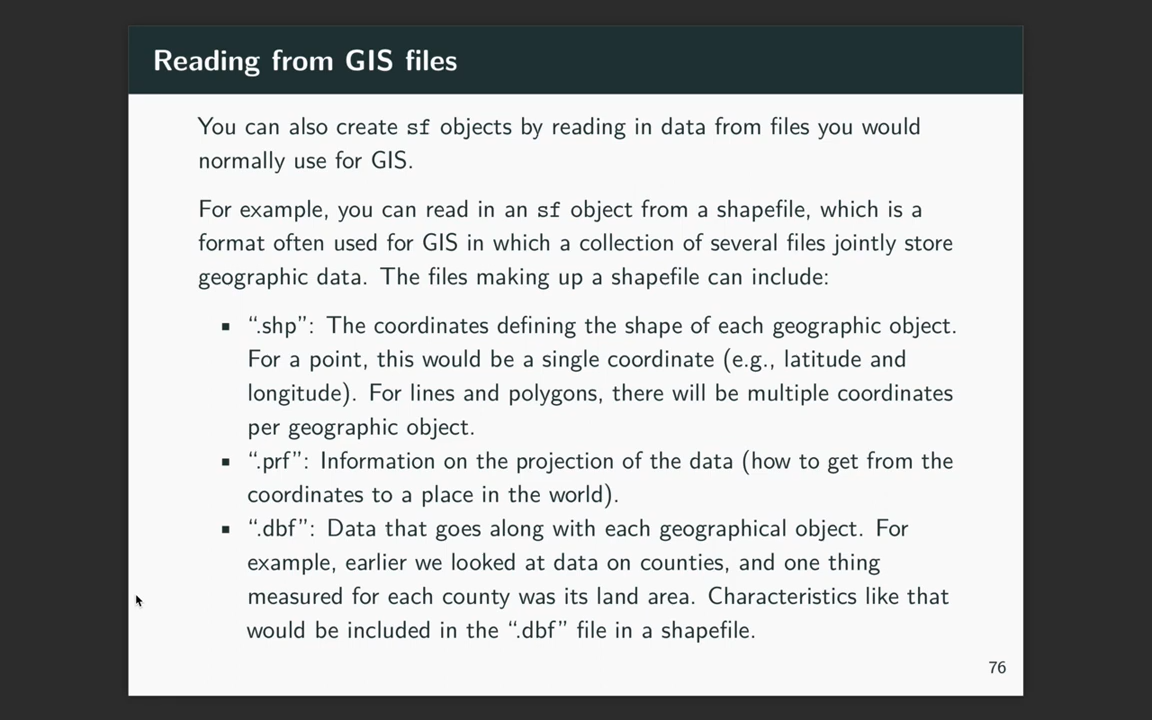 Reading from GIS files
You can also create sf objects by reading in data from files you would
normally use for GIS.
For example, you can read in an sf object from a shapefile, which is a
format often used for GIS in which a collection of several files jointly store
geographic data. The files making up a shapefile can include:
▪ “.shp”: The coordinates defining the shape of each geographic object.
For a point, this would be a single coordinate (e.g., latitude and
longitude). For lines and polygons, there will be multiple coordinates
per geographic object.
▪ “.prf”: Information on the projection of the data (how to get from the
coordinates to a place in the world).
▪ “.dbf”: Data that goes along with each geographical object. For
example, earlier we looked at data on counties, and one thing
measured for each county was its land area. Characteristics like that
would be included in the “.dbf” file in a shapefile.
76